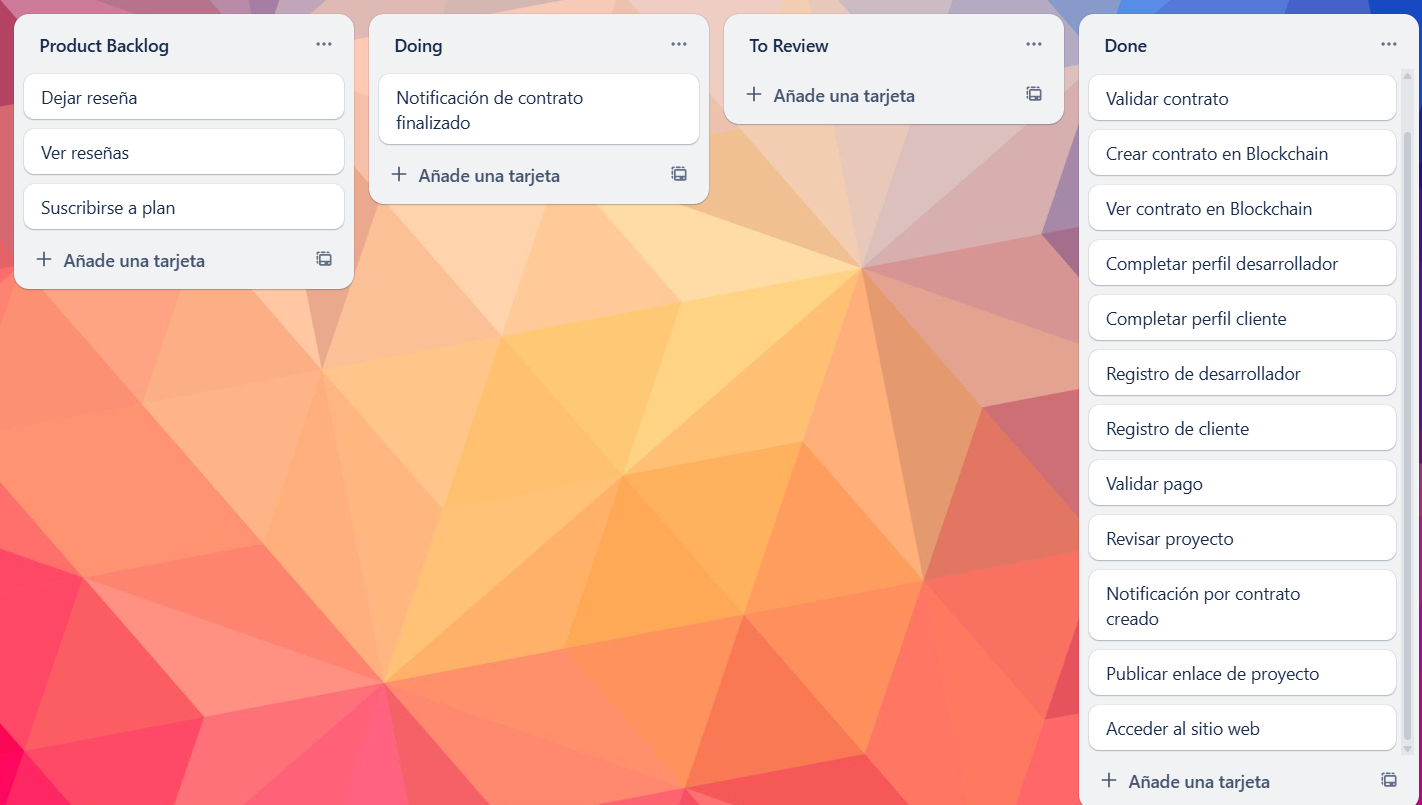 Product Backlog
Dejar reseña
Ver reseñas
Suscribirse a plan
Añade una tarjeta
Doing
Notificación de contrato
finalizado
Añade una tarjeta
To Review
Añade una tarjeta
Done
Validar contrato
Crear contrato en Blockchain
Ver contrato en Blockchain
Completar perfil desarrollador
Completar perfil cliente
Registro de desarrollador
Registro de cliente
Validar pago
Revisar proyecto
Notificación por contrato
creado
Publicar enlace de proyecto
Acceder al sitio web
Añade una tarjeta